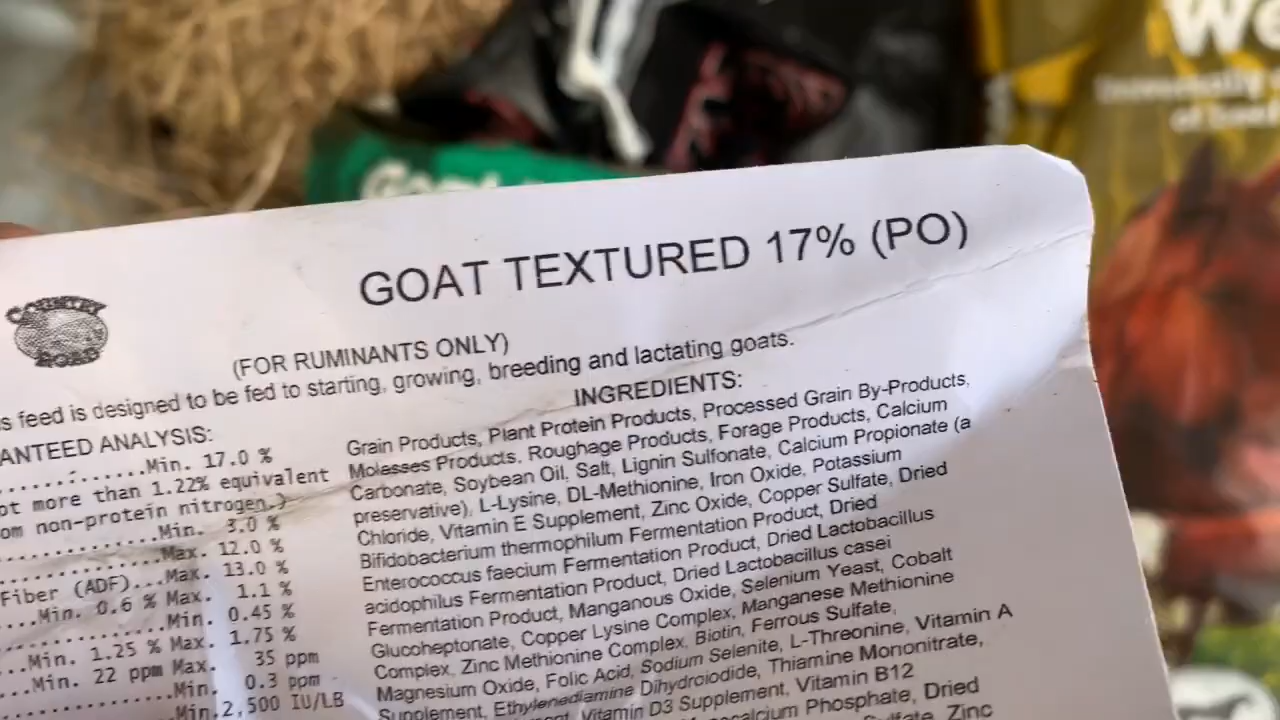 GOAT TEXTURED 17% (PO)
COUNTRY
ROAD
(FOR RUMINANTS ONLY)
feed is designed to be fed to starting, growing, breeding and lactating goats.
ANTEED ANALYSIS:
......Min. 17.0 %
ot more than 1.22% equivalent
om non-protein nitrogen.)
Min. 3.0 %
Max. 12.0 %
Fiber (ADF)...Max. 13.0 %
...Min. 0.6 % Max. 1.1 %
Min. 0.45 %
...Min. 1.25 % Max. 1.75 %
...Min. 22 ppm Max. 35 ppm
Min. 0.3 ppm
Min. 2,500 IU/LB
INGREDIENTS:
Grain Products, Plant Protein Products, Processed Grain By-Products,
Molasses Products, Roughage Products, Forage Products, Calcium
Carbonate, Soybean Oil, Salt, Lignin Sulfonate, Calcium Propionate (a
preservative), L-Lysine, DL-Methionine, Iron Oxide, Potassium
Chloride, Vitamin E Supplement, Zinc Oxide, Copper Sulfate, Dried
Bifidobacterium thermophilum Fermentation Product, Dried
Enterococcus faecium Fermentation Product, Dried Lactobacillus
acidophilus Fermentation Product, Dried Lactobacillus casei
Fermentation Product, Manganous Oxide, Selenium Yeast, Cobalt
Glucoheptonate, Copper Lysine Complex, Manganese Methionine
Complex, Zinc Methionine Complex, Biotin, Ferrous Sulfate,
Magnesium Oxide, Folic Acid, Sodium Selenite, L-Threonine, Vitamin A
Supplement, Ethylenediamine Dihydroiodide, Thiamine Mononitrate,
Vitamin D3 Supplement, Vitamin B12
Phosphate, Dried
Zinc